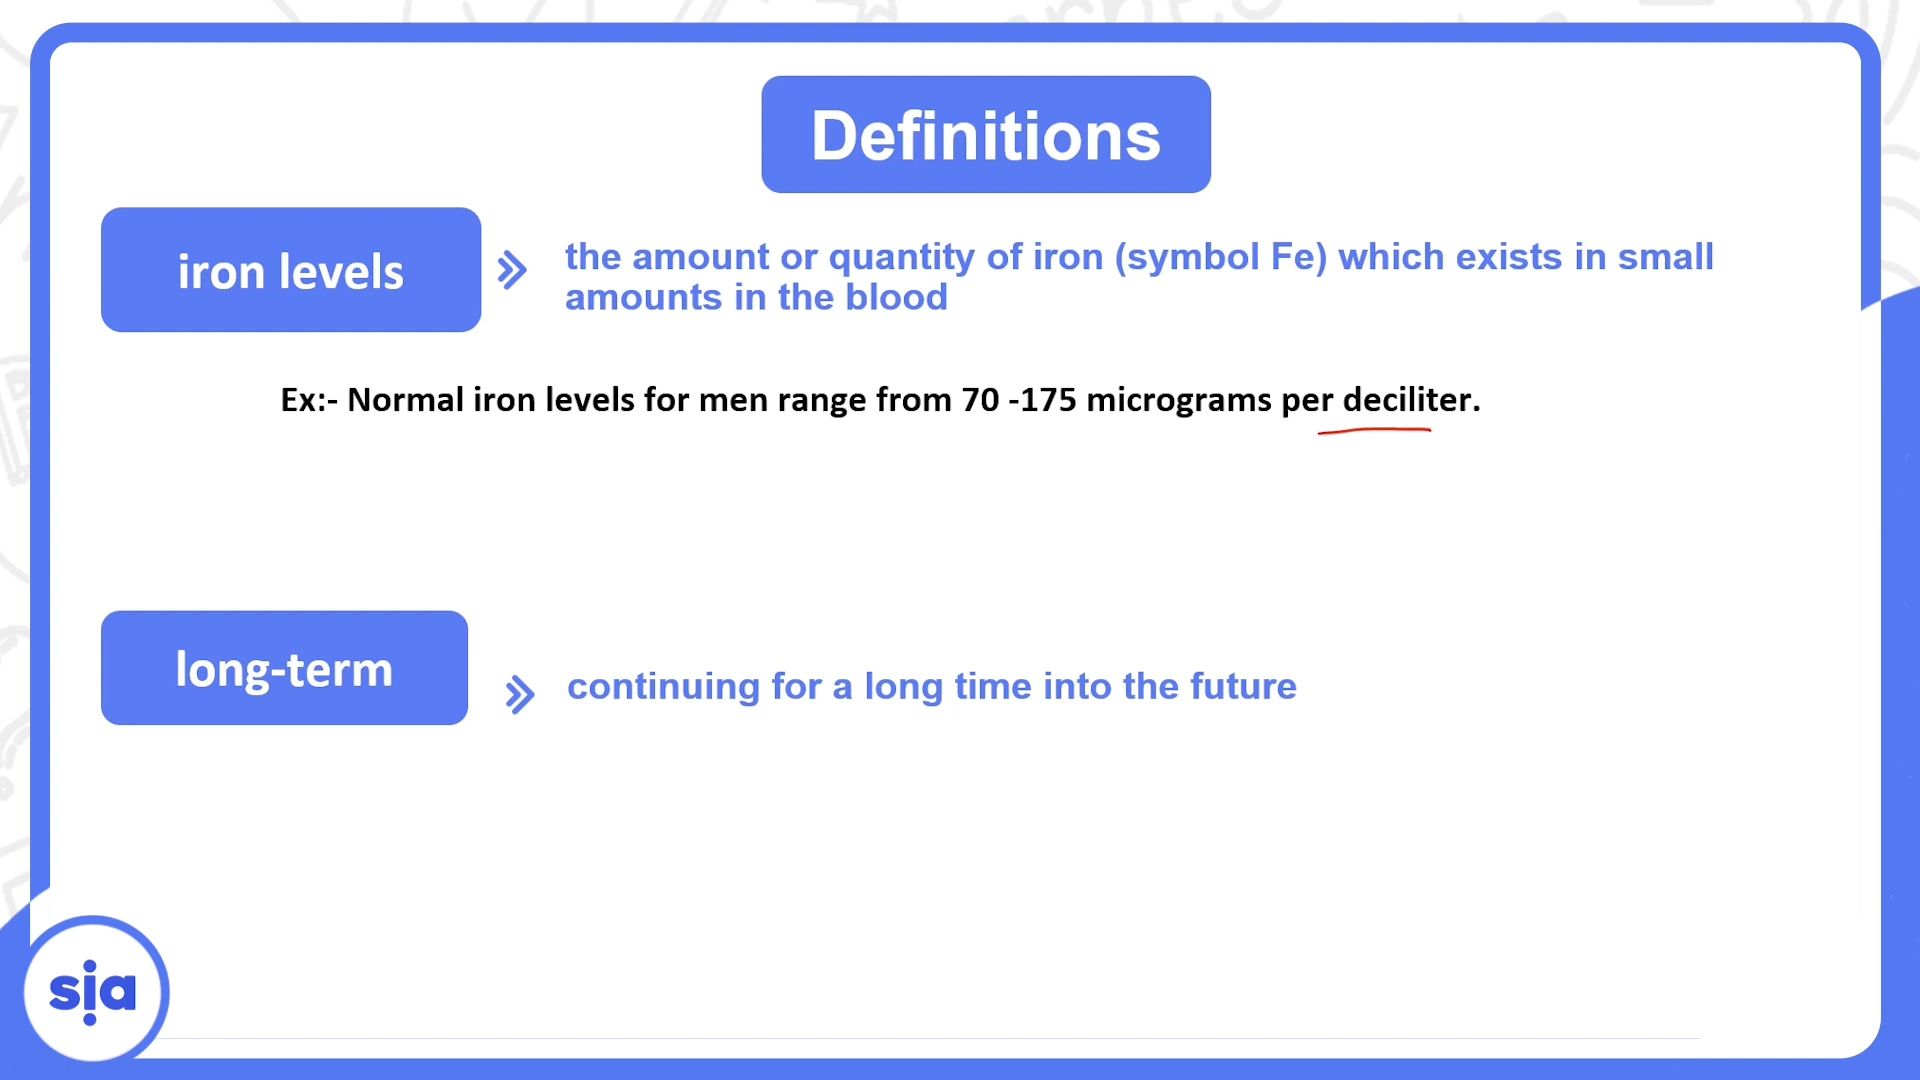 Definitions
iron levels
the amount or quantity of iron (symbol Fe) which exists in small
amounts in the blood
Ex:- Normal iron levels for men range from 70 -175 micrograms per deciliter.
long-term
continuing for a long time into the future
sia